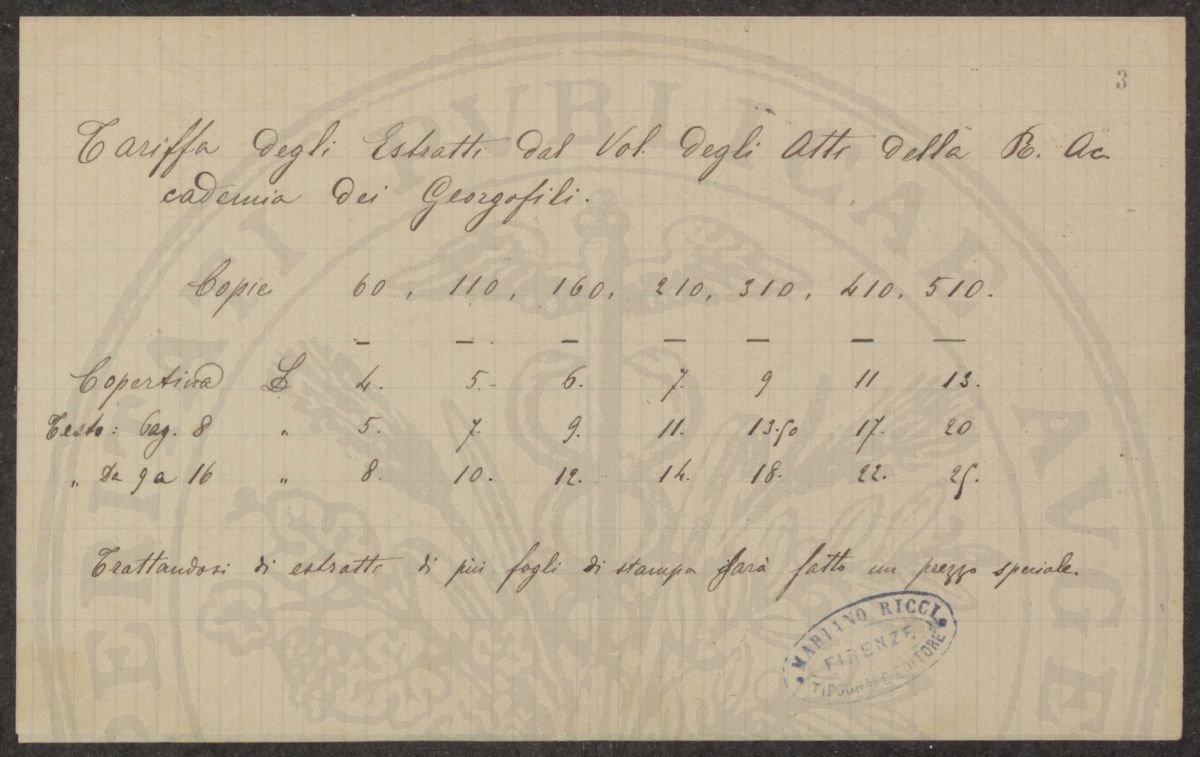 3
Tariffa degli Estratti dal Vol. degli Atti della R. Ac
cademia dei Georgofili.
Copie 60, 110, 160, 210, 310, 410, 510.
— — — — — — —
Copertina £ 4. 5.- 6. 7. 9 11 13.
Testo: Pag. 8 „ 5. 7. 9. 11. 13.50 17. 20
„ da 9 a 16 „ 8. 10. 12. 14. 18. 22. 25.
Trattandosi di estratti di più fogli di stampa sarà fatto un prezzo speciale.
MARIANO RICCI
FIRENZE
TIPOGRAFO EDITORE
PUBLICAE